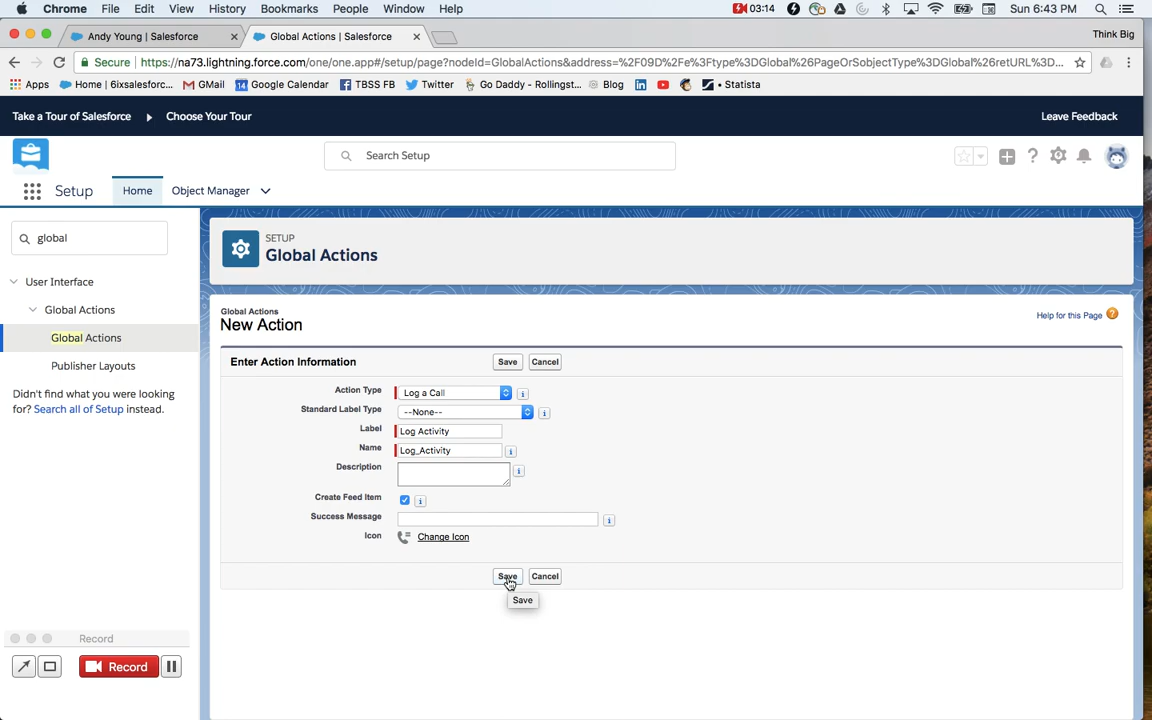 Chrome File Edit View History Bookmarks People Window Help 03:14 Sun 6:43 PM
Andy Young | Salesforce Global Actions | Salesforce Think Big
Secure https://na73.lightning.force.com/one/one.app#/setup/page?nodeId=GlobalActions&address=%2F09D%2Fe%3Ftype%3DGlobal%26PageOrSobjectType%3DGlobal%26retURL%3D...
Apps Home | 6ixsalesforc... GMail 14 Google Calendar TBSS FB Twitter Go Daddy - Rollingst... Blog • Statista
Take a Tour of Salesforce Choose Your Tour Leave Feedback
Search Setup
Setup Home Object Manager
global
User Interface
Global Actions
Global Actions
Publisher Layouts
Didn't find what you were looking
for? Search all of Setup instead.
SETUP
Global Actions
Global Actions
New Action
Help for this Page
Enter Action Information Save Cancel
Action Type Log a Call
Standard Label Type --None--
Label Log Activity
Name Log_Activity
Description
Create Feed Item
Success Message
Icon Change Icon
Save Cancel
Save
Record
Record